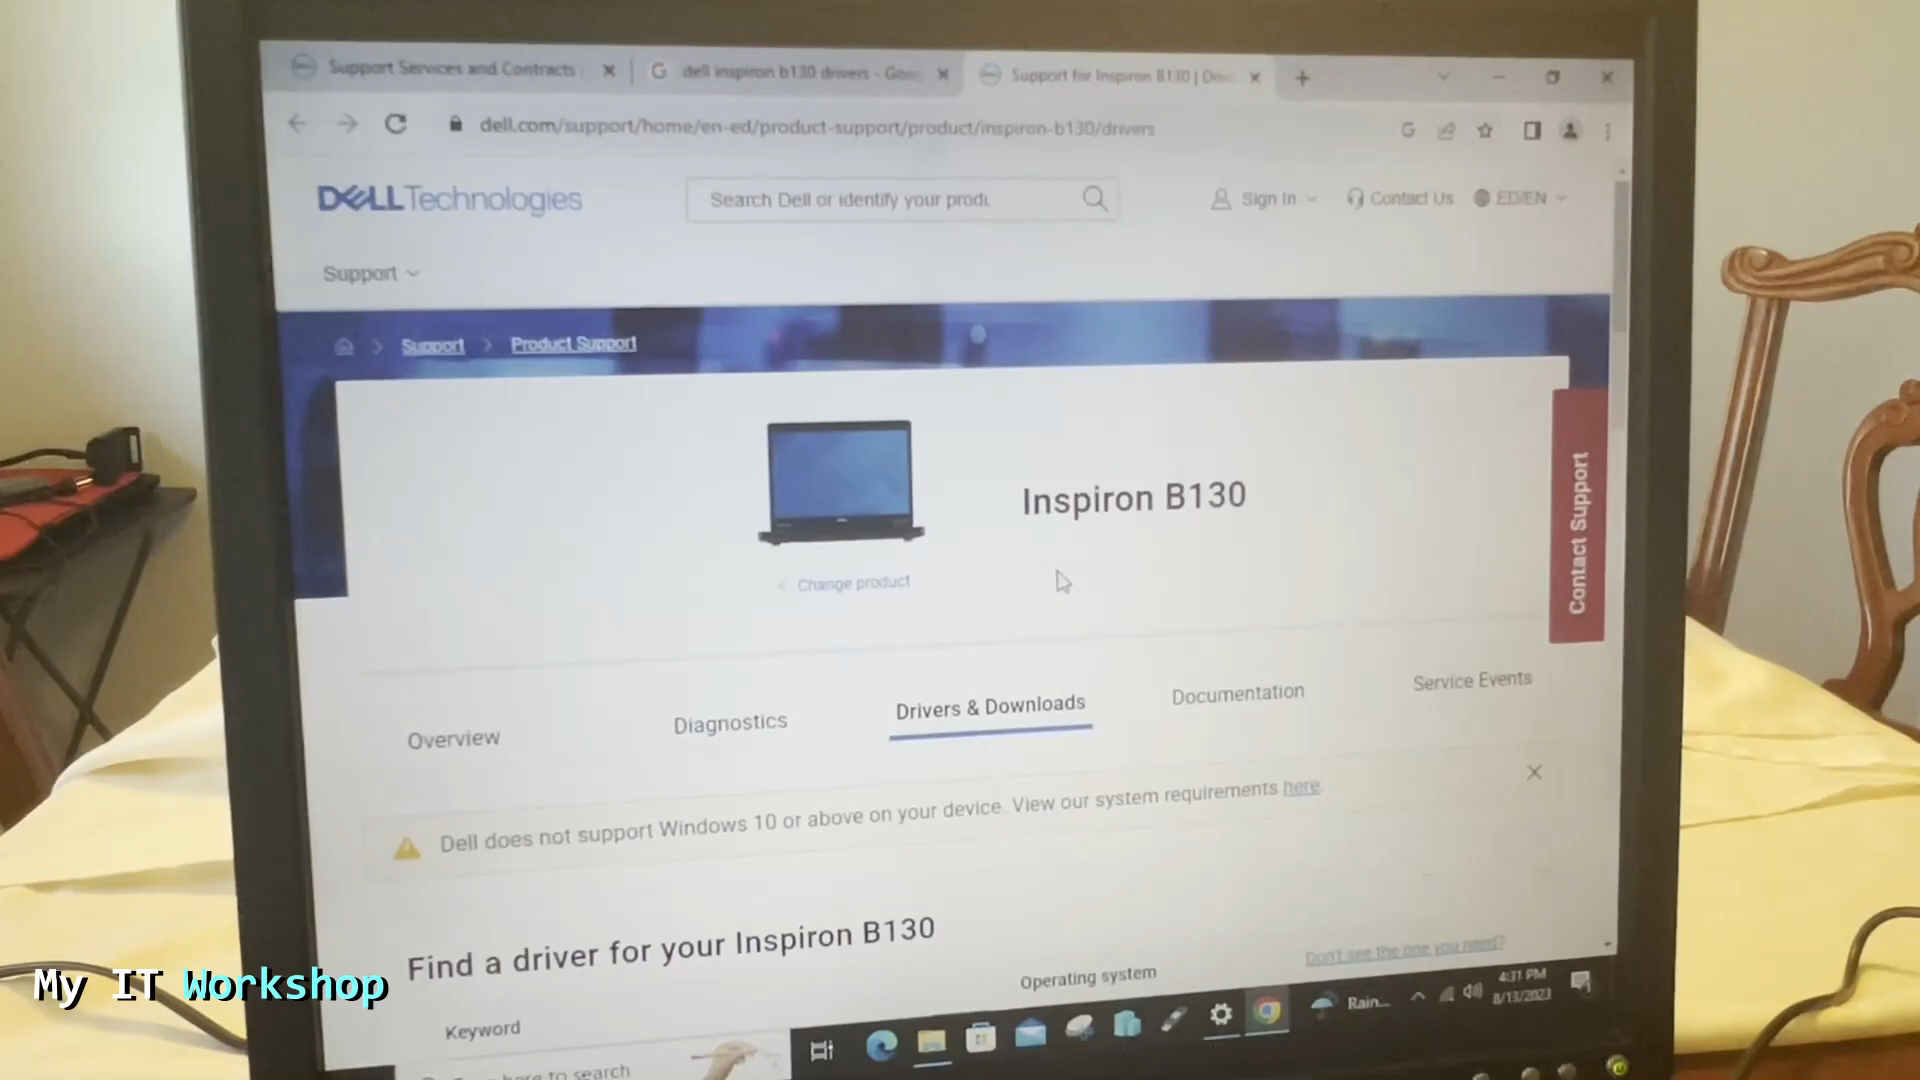 Support Services and Contracts
dell inspiron b130 drivers - Goo
Support for Inspiron B130 | Driv
dell.com/support/home/en-ed/product-support/product/inspiron-b130/drivers
DELL Technologies
Search Dell or identify your produ
Sign In
Contact Us
ED/EN
Support
Support
Product Support
Inspiron B130
Change product
Contact Support
Overview
Diagnostics
Drivers & Downloads
Documentation
Service Events
Dell does not support Windows 10 or above on your device. View our system requirements here.
Find a driver for your Inspiron B130
Don't see the one you need?
Operating system
Keyword
here to search
Rain...
4:31 PM
8/13/2023
My IT Workshop